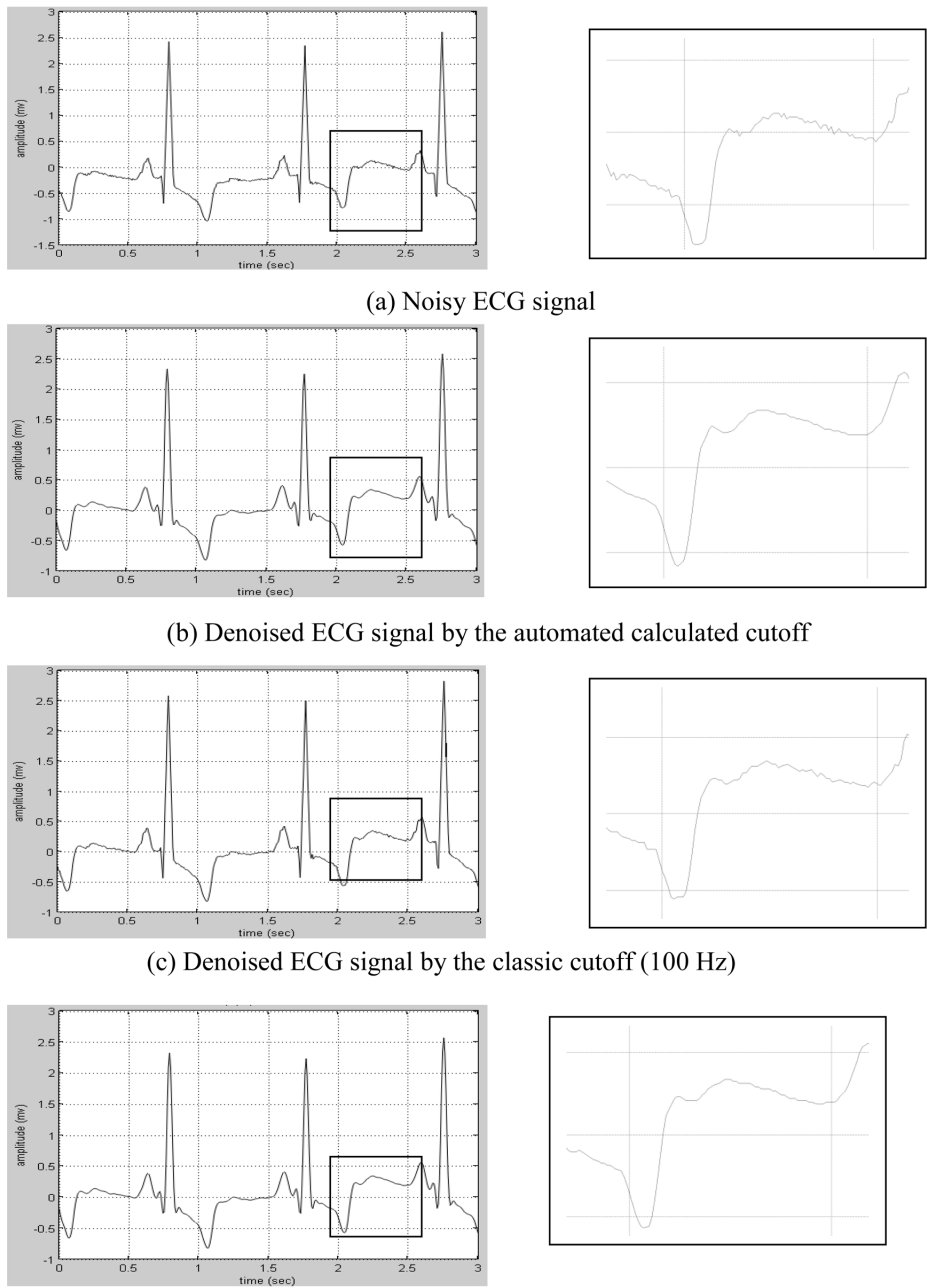 3
2.5
2
1.5
1
0.5
0
-0.5
-1
-1.5
amplitude (mv)
0 0.5 1 1.5 2 2.5 3
time (sec)
(a) Noisy ECG signal
3
2.5
2
1.5
1
0.5
0
-0.5
-1
amplitude (mv)
0 0.5 1 1.5 2 2.5 3
time (sec)
(b) Denoised ECG signal by the automated calculated cutoff
3
2.5
2
1.5
1
0.5
0
-0.5
-1
amplitude (mv)
0 0.5 1 1.5 2 2.5 3
time (sec)
(c) Denoised ECG signal by the classic cutoff (100 Hz)
3
2.5
2
1.5
1
0.5
0
-0.5
-1
amplitude (mv)
0 0.5 1 1.5 2 2.5 3
time (sec)